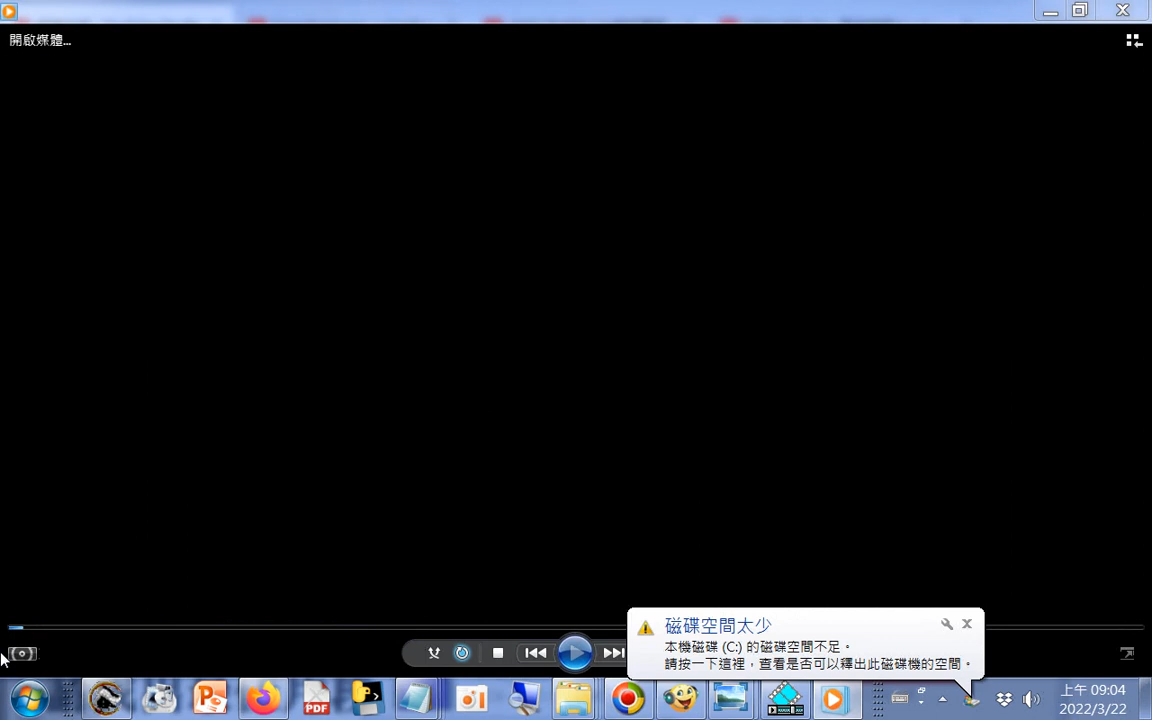 開啟媒體...
磁碟空間太少
本機磁碟 (C:) 的磁碟空間不足。
請按一下這裡，查看是否可以釋出此磁碟機的空間。
PDF
上午 09:04
2022/3/22